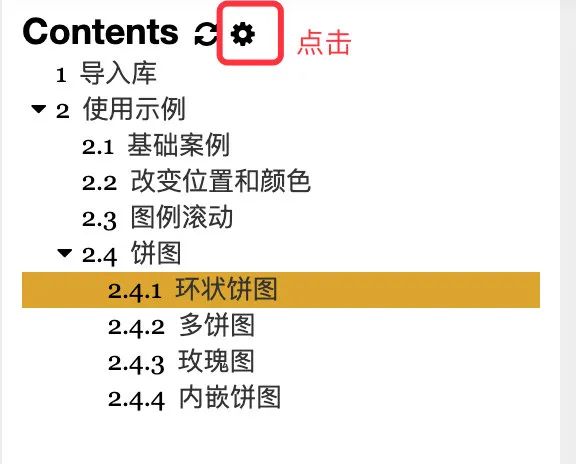 Contents 点击
1 导入库
2 使用示例
2.1 基础案例
2.2 改变位置和颜色
2.3 图例滚动
2.4 饼图
2.4.1 环状饼图
2.4.2 多饼图
2.4.3 玫瑰图
2.4.4 内嵌饼图